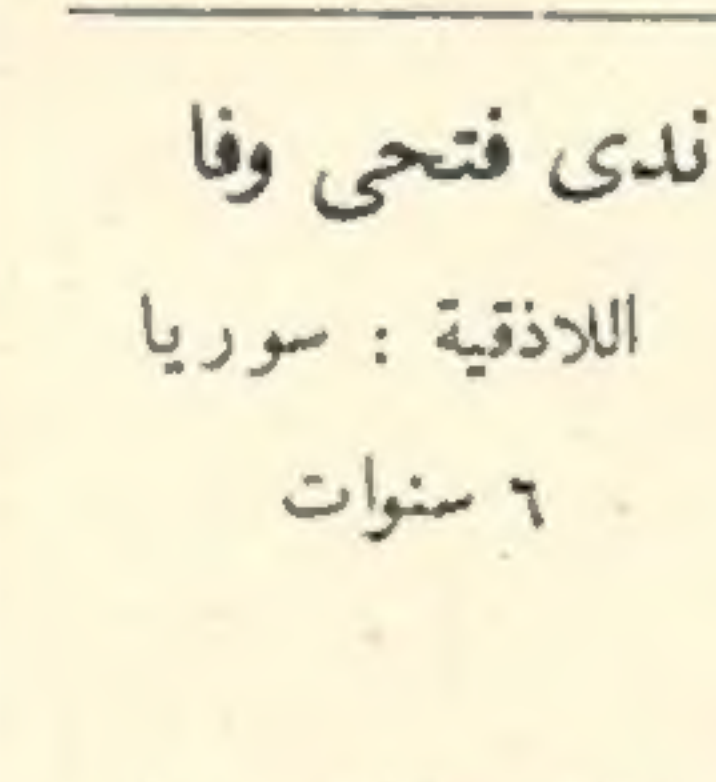 ندى فتحى وفا
اللاذقية : سوريا
٦ سنوات